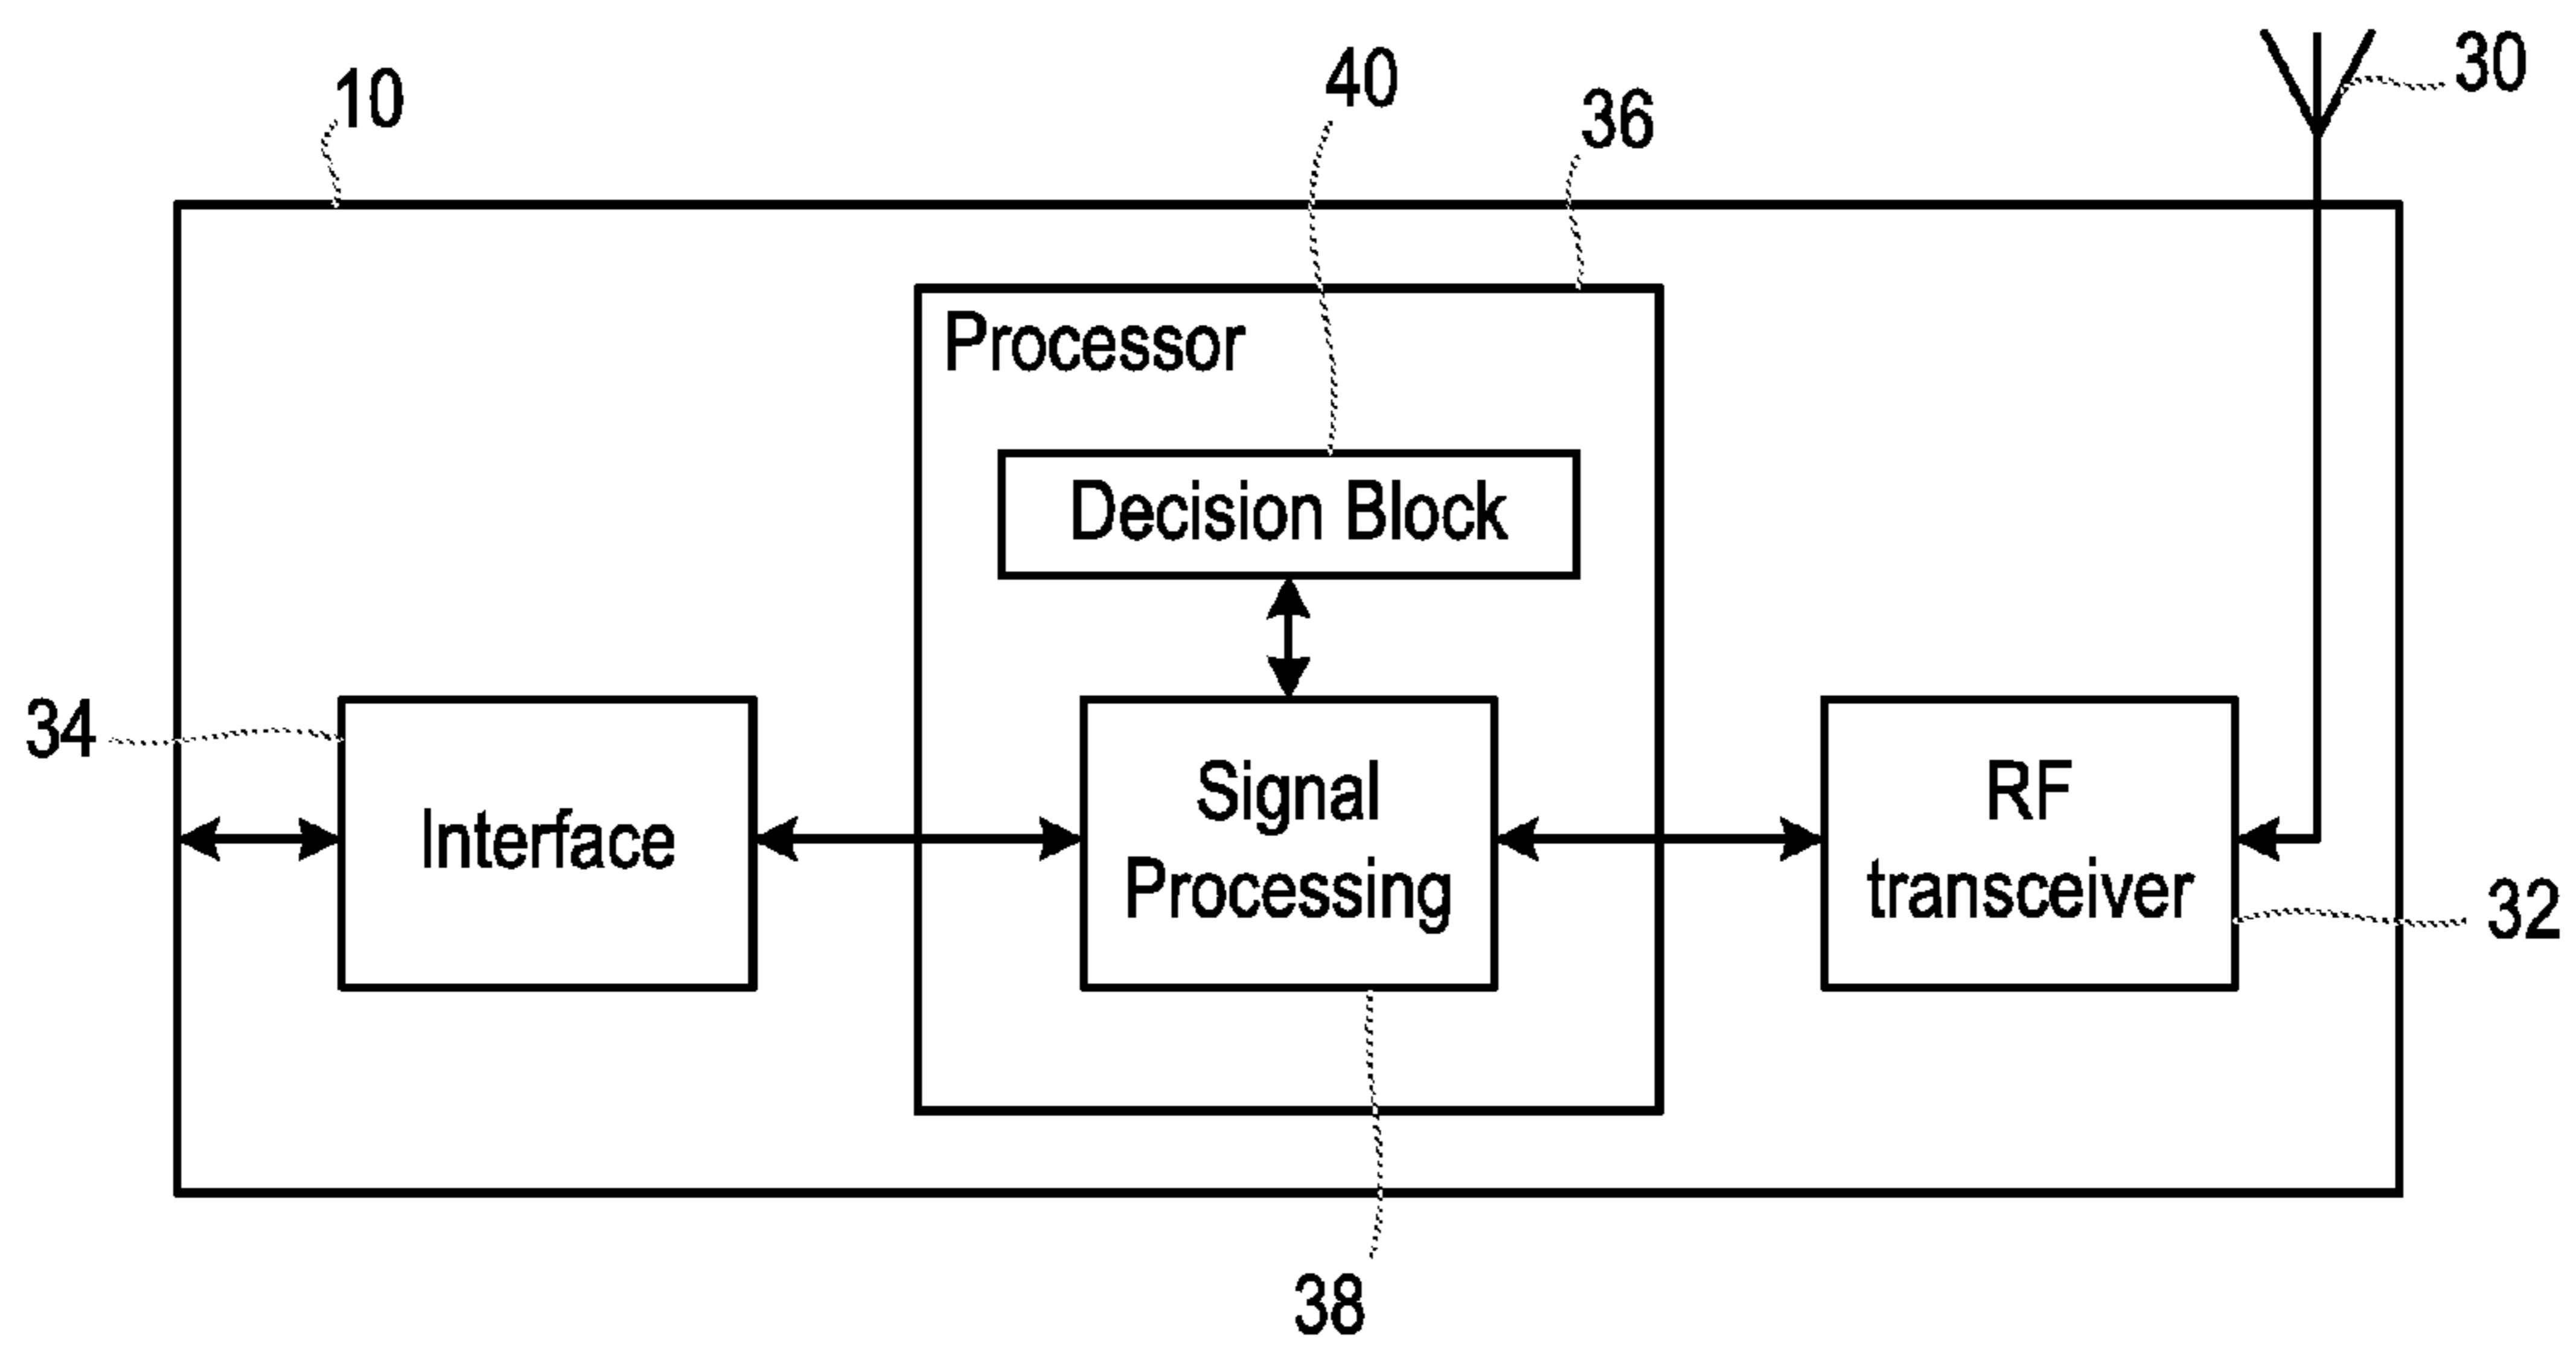 30
40
10
36
Processor
Decision Block
34
Interface
Signal
Processing
RF
transceiver
32
38